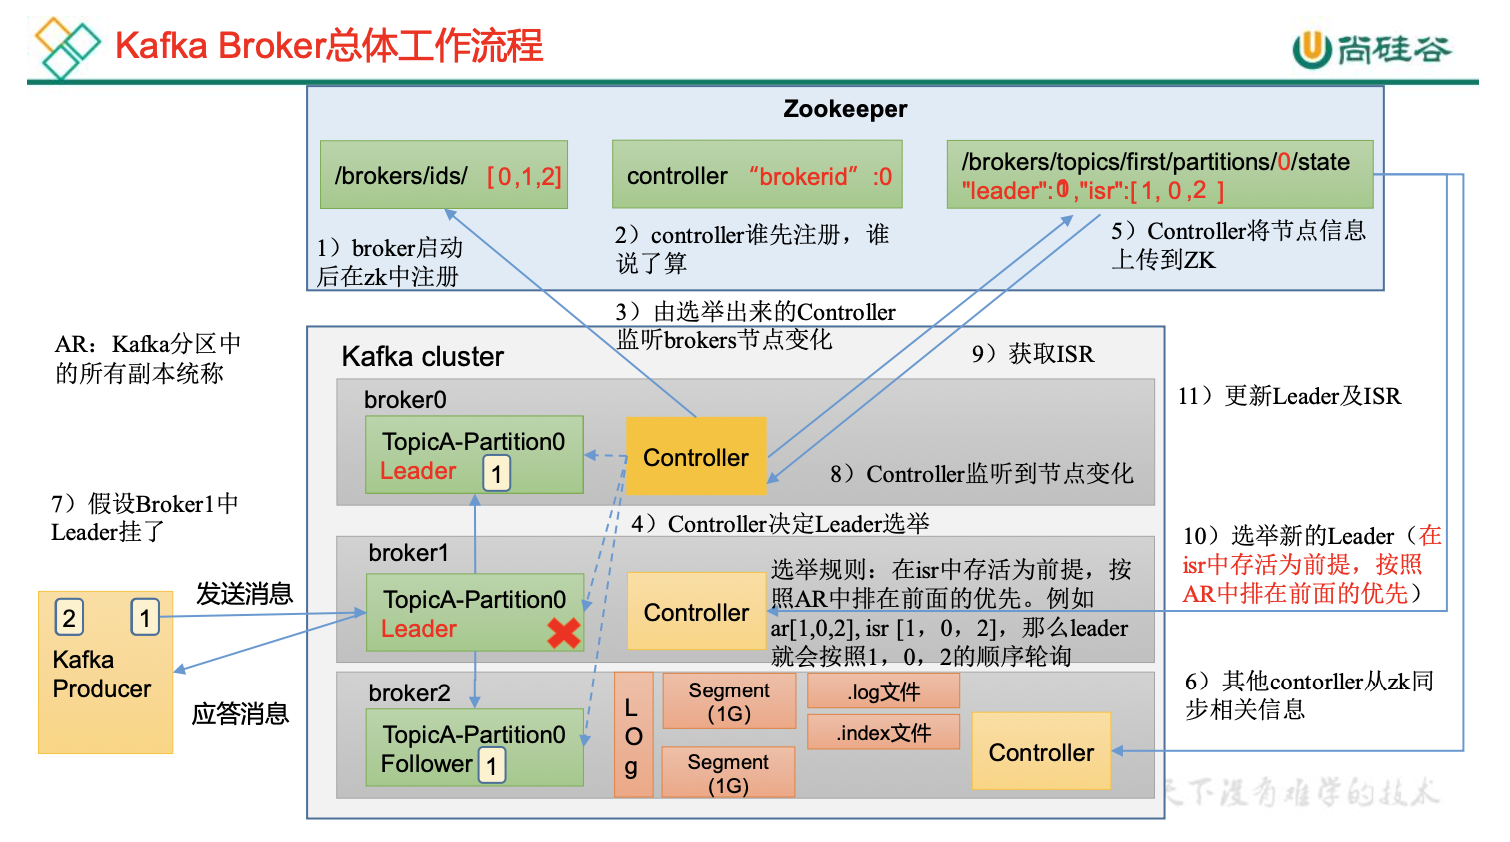 Kafka Broker总体工作流程
尚硅谷
Zookeeper
/brokers/ids/ [ 0 ,1,2]
controller “brokerid” :0
/brokers/topics/first/partitions/0/state
"leader": ,"isr":[ 1, 0 ,2 ]
1）broker启动
后在zk中注册
2）controller谁先注册，谁
说了算
5）Controller将节点信息
上传到ZK
3）由选举出来的Controller
监听brokers节点变化
AR：Kafka分区中
的所有副本统称
Kafka cluster
9）获取ISR
11）更新Leader及ISR
broker0
TopicA-Partition0
Leader 1
Controller
8）Controller监听到节点变化
7）假设Broker1中
Leader挂了
4）Controller决定Leader选举
10）选举新的Leader（在
isr中存活为前提，按照
AR中排在前面的优先）
broker1
TopicA-Partition0
Leader
Controller
选举规则：在isr中存活为前提，按
照AR中排在前面的优先。例如
ar[1,0,2], isr [1，0，2]，那么leader
就会按照1，0，2的顺序轮询
发送消息
2 1
Kafka
Producer
应答消息
6）其他contorller从zk同
步相关信息
broker2
TopicA-Partition0
Follower 1
L
O
g
Segment
(1G)
Segment
(1G)
.log文件
.index文件
Controller
天下没有难学的技术